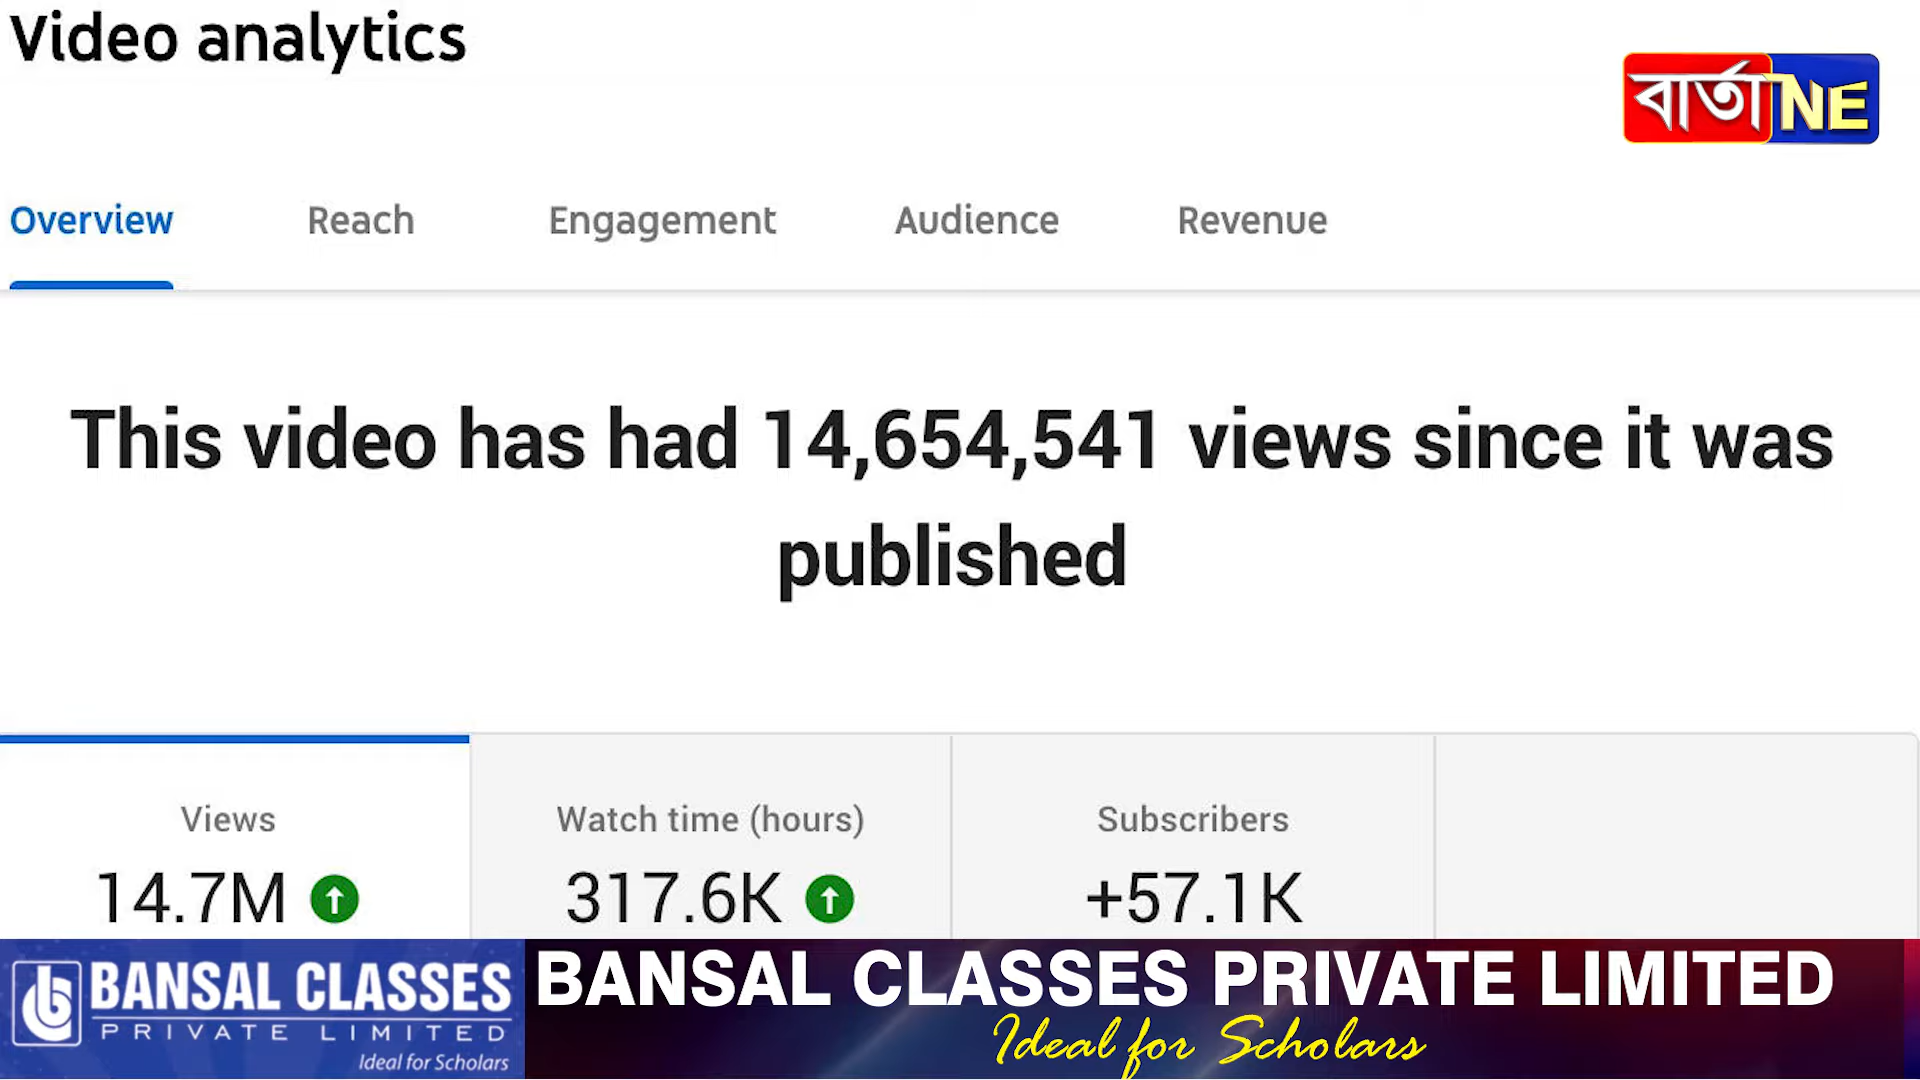 Video analytics
বার্তা NE
Overview Reach Engagement Audience Revenue
This video has had 14,654,541 views since it was
published
Views Watch time (hours) Subscribers
14.7M 317.6K +57.1K
BANSAL CLASSES
PRIVATE LIMITED
Ideal for Scholars
BANSAL CLASSES PRIVATE LIMITED
Ideal for Scholars